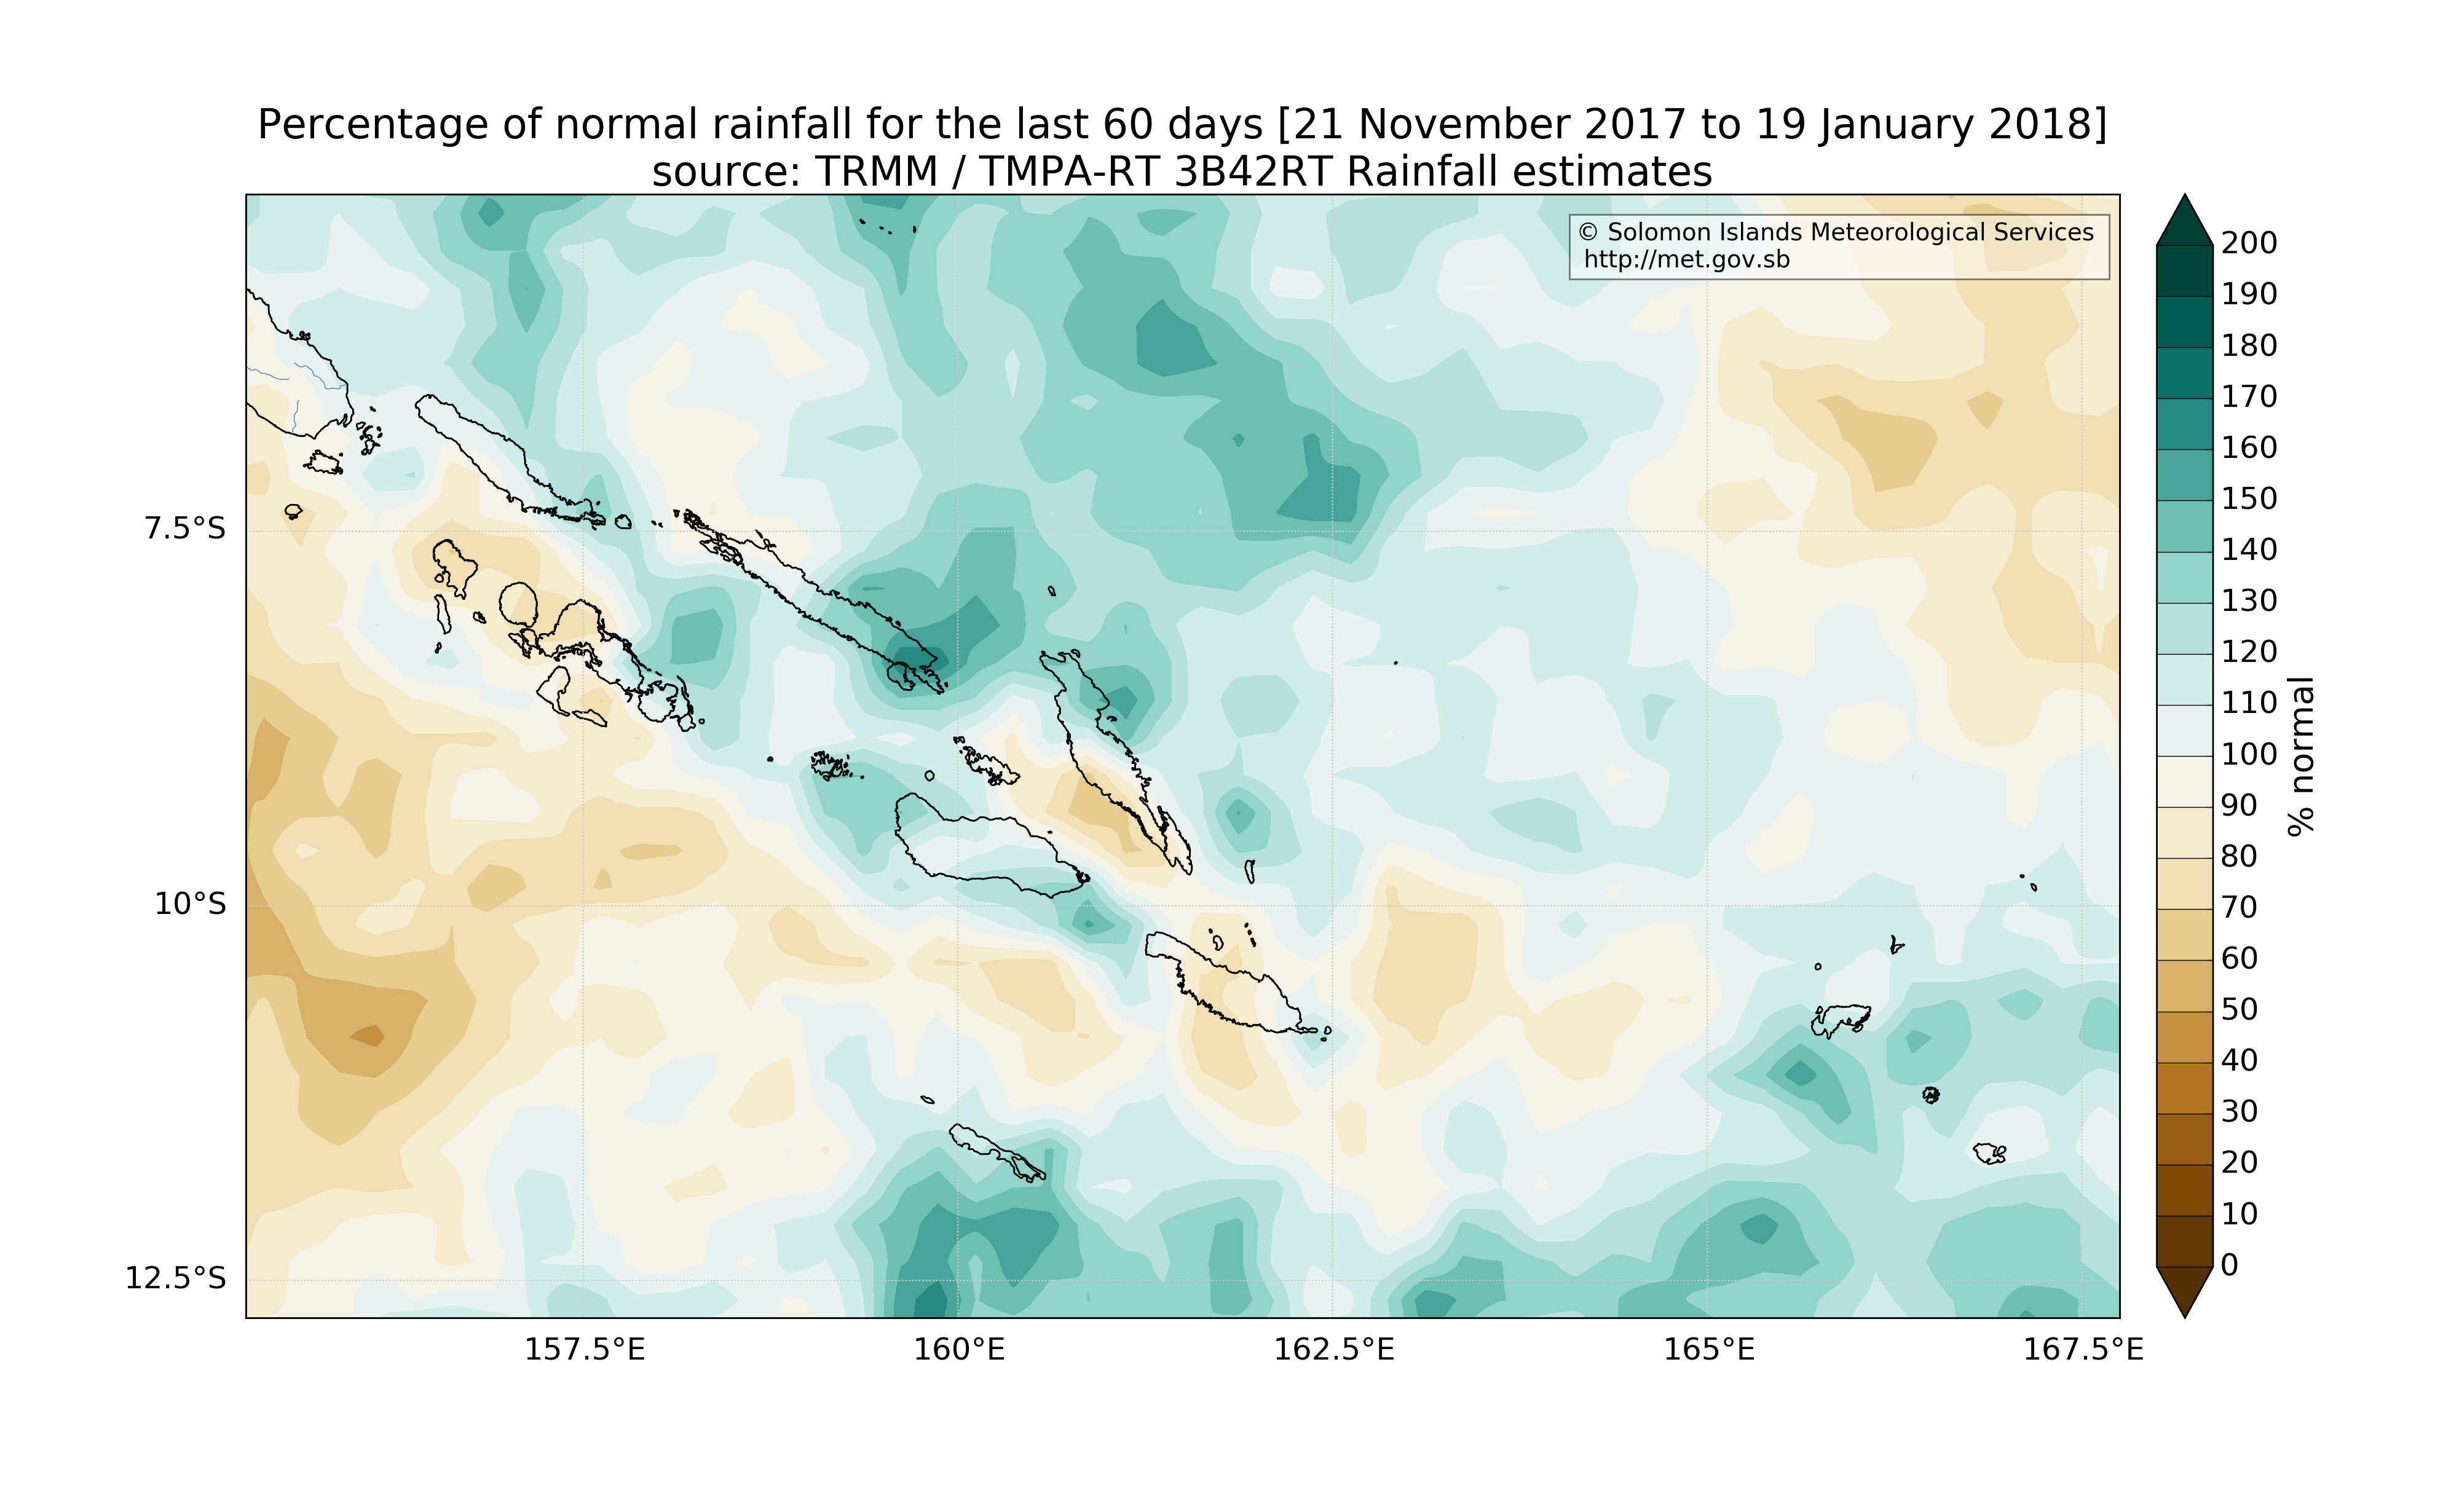 Percentage of normal rainfall for the last 60 days [21 November 2017 to 19 January 2018]
source: TRMM / TMPA-RT 3B42RT Rainfall estimates
© Solomon Islands Meteorological Services
http://met.gov.sb
7.5°S
10°S
12.5°S
157.5°E
160°E
162.5°E
165°E
167.5°E
200
190
180
170
160
150
140
130
120
110
100
90
80
70
60
50
40
30
20
10
0
% normal